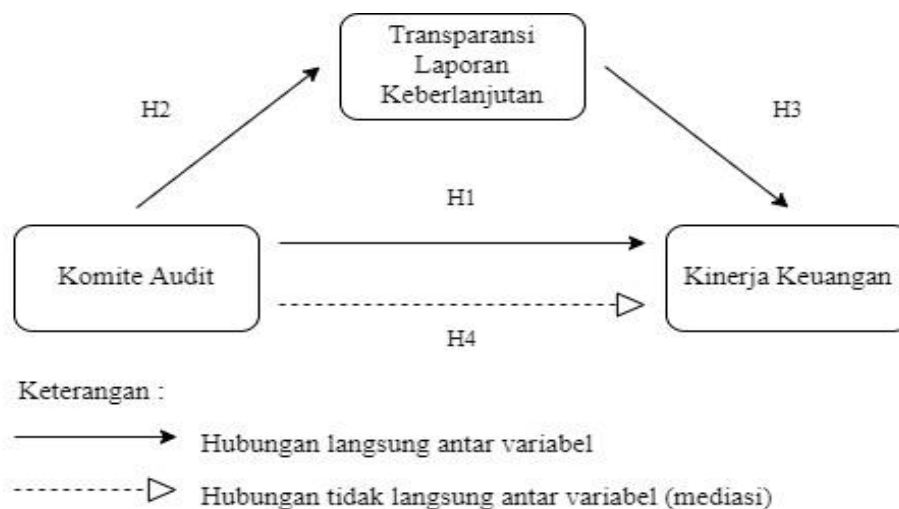 Transparansi
Laporan
Keberlanjutan
H2
H3
H1
Komite Audit
Kinerja Keuangan
H4
Keterangan :
Hubungan langsung antar variabel
Hubungan tidak langsung antar variabel (mediasi)